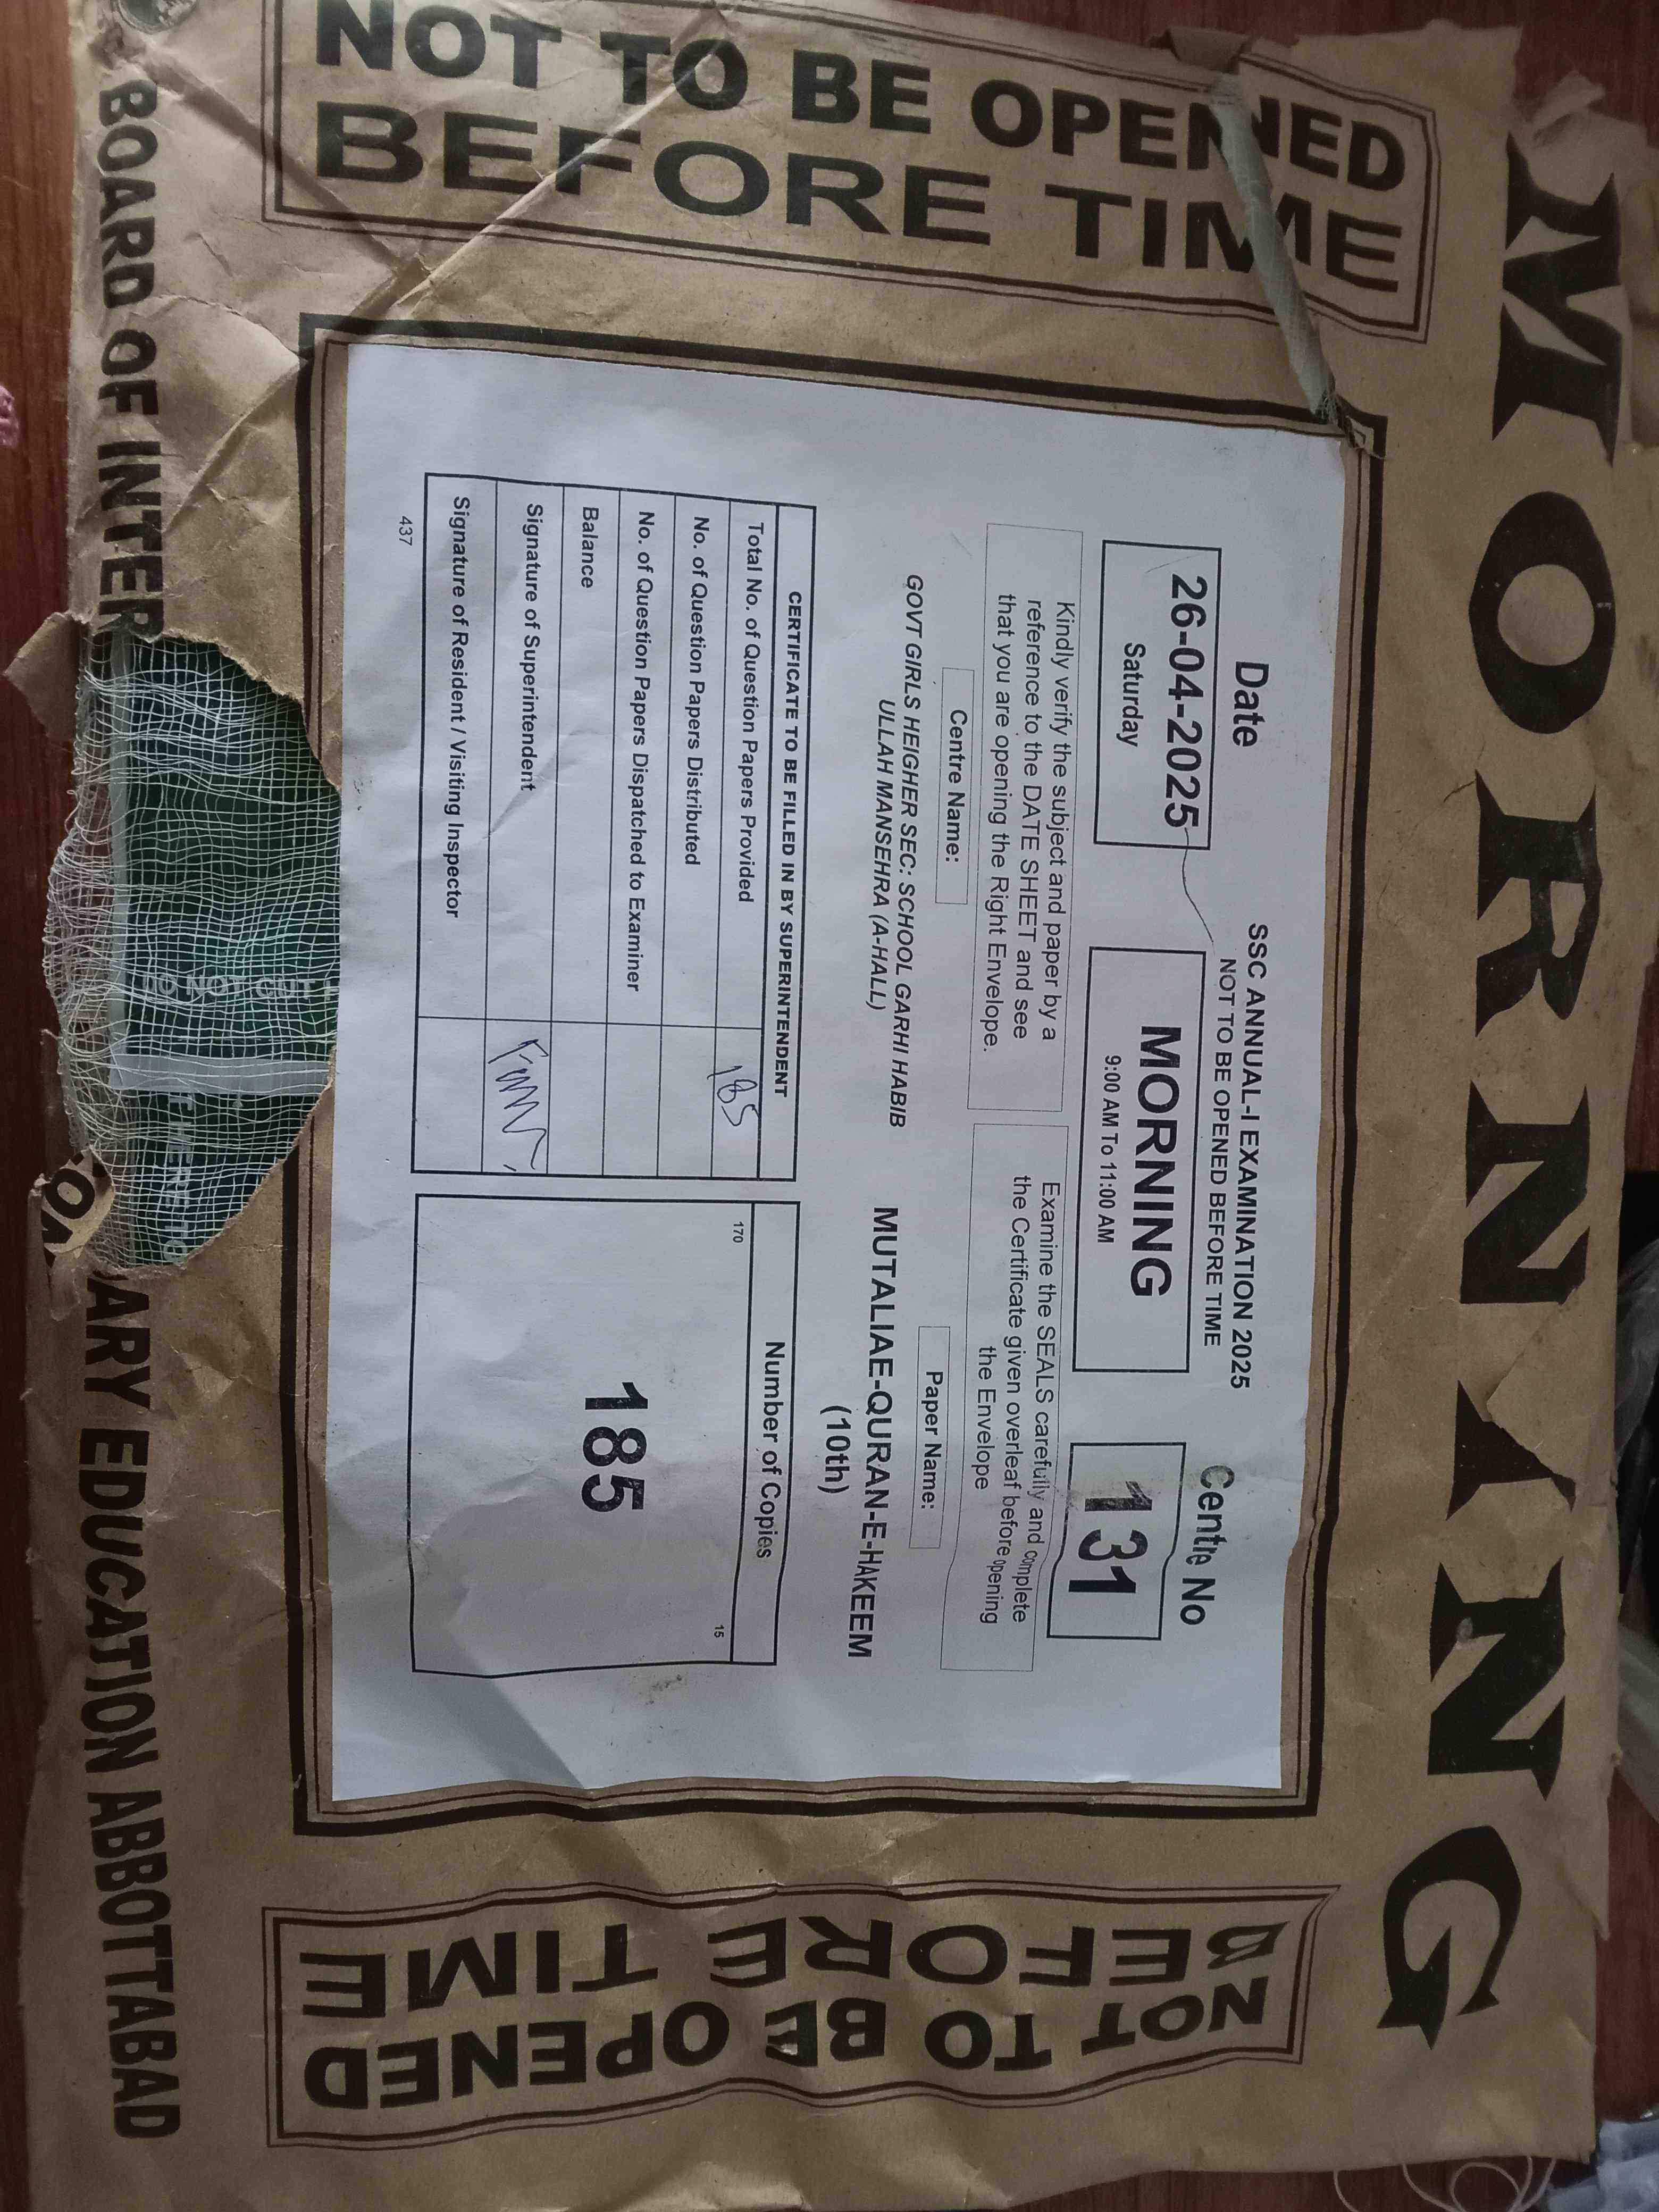 MORNING
NOT TO BE OPENED
BEFORE TIME
Date
26-04-2025
Saturday
SSC ANNUAL-I EXAMINATION 2025
NOT TO BE OPENED BEFORE TIME
MORNING
9:00 AM To 11:00 AM
Centre No
131
Kindly verify the subject and paper by a
reference to the DATE SHEET and see
that you are opening the Right Envelope.
Examine the SEALS carefully and complete
the Certificate given overleaf before opening
the Envelope
Centre Name:
GOVT GIRLS HEIGHER SEC: SCHOOL GARHI HABIB
ULLAH MANSEHRA (A-HALL)
Paper Name:
MUTALIAE-QURAN-E-HAKEEM
(10th)
CERTIFICATE TO BE FILLED IN BY SUPERINTENDENT
Total No. of Question Papers Provided 185
No. of Question Papers Distributed
No. of Question Papers Dispatched to Examiner
Balance
Signature of Superintendent
Signature of Resident / Visiting Inspector
437
Number of Copies
170 15
185
NOT TO BE OPENED
BEFORE TIME
DO NOT CUT
HERE TO
BOARD OF INTER ARY EDUCATION ABBOTTABAD